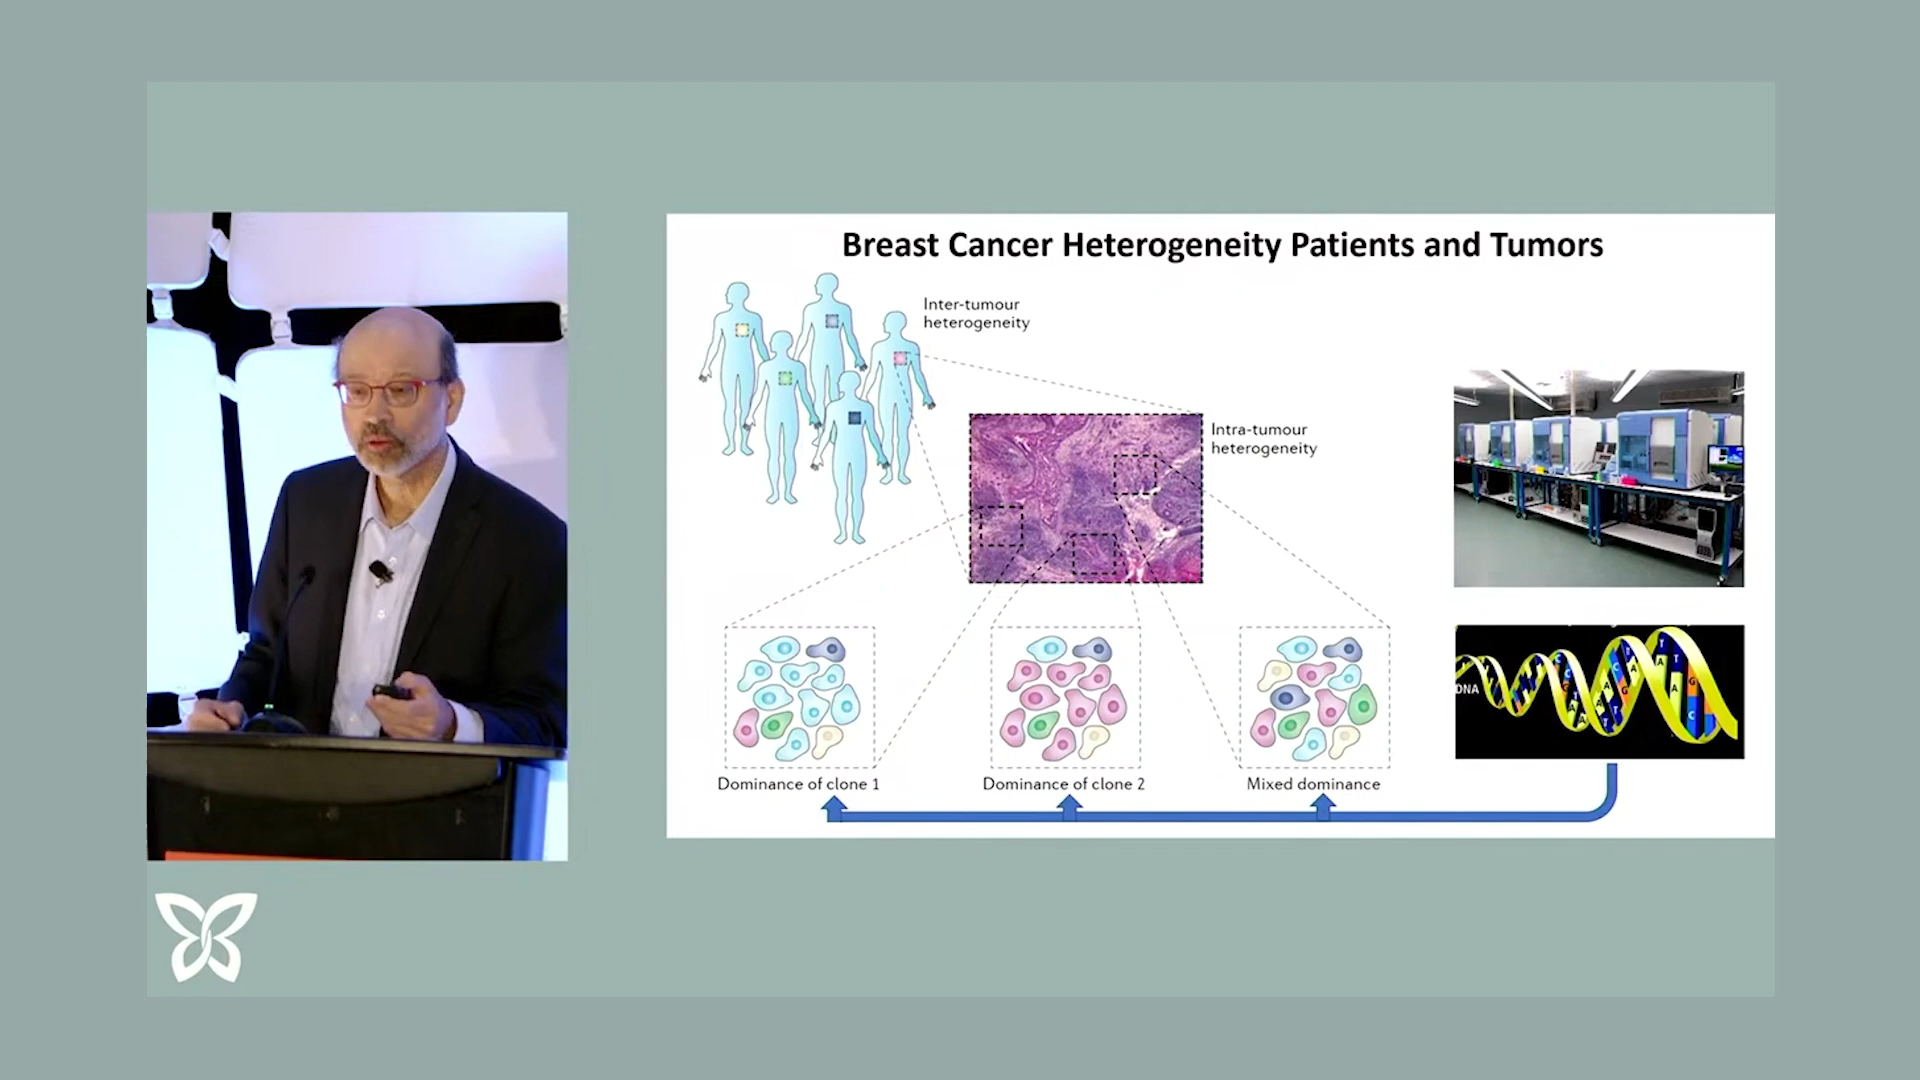 Breast Cancer Heterogeneity Patients and Tumors
Inter-tumour
heterogeneity
Intra-tumour
heterogeneity
DNA
Dominance of clone 1
Dominance of clone 2
Mixed dominance